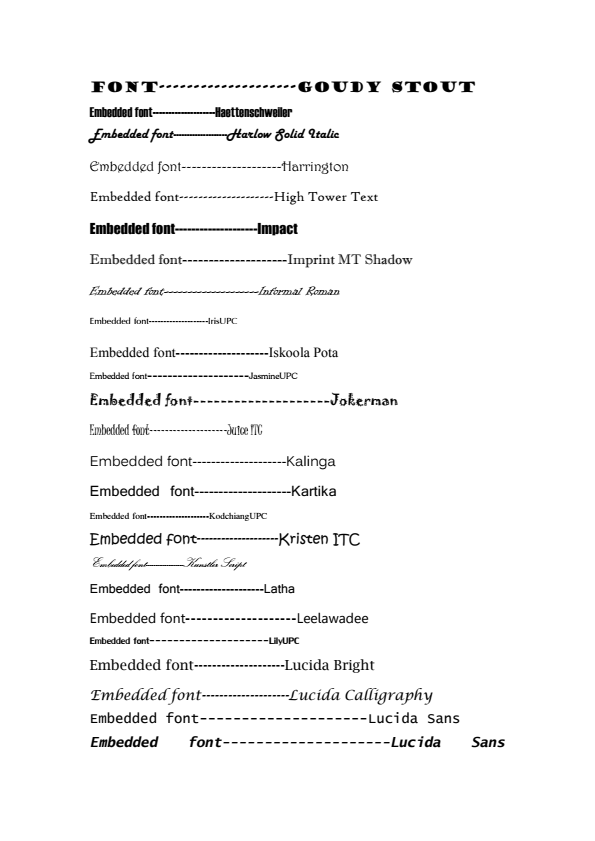 FONT--------------------GOUDY STOUT
Embedded font--------------------Haettenschweiler
Embedded font--------------------Harlow Solid Italic
Embedded font--------------------Harrington
Embedded font--------------------High Tower Text
Embedded font--------------------Impact
Embedded font--------------------Imprint MT Shadow
Embedded font--------------------Informal Roman
Embedded font--------------------IrisUPC
Embedded font--------------------Iskoola Pota
Embedded font--------------------JasmineUPC
Embedded font--------------------Jokerman
Embedded font--------------------Juice ITC
Embedded font--------------------Kalinga
Embedded font--------------------Kartika
Embedded font--------------------KodchiangUPC
Embedded font--------------------Kristen ITC
Embedded font--------------------Kunstler Script
Embedded font--------------------Latha
Embedded font--------------------Leelawadee
Embedded font--------------------LilyUPC
Embedded font--------------------Lucida Bright
Embedded font--------------------Lucida Calligraphy
Embedded font--------------------Lucida Sans
Embedded font--------------------Lucida Sans